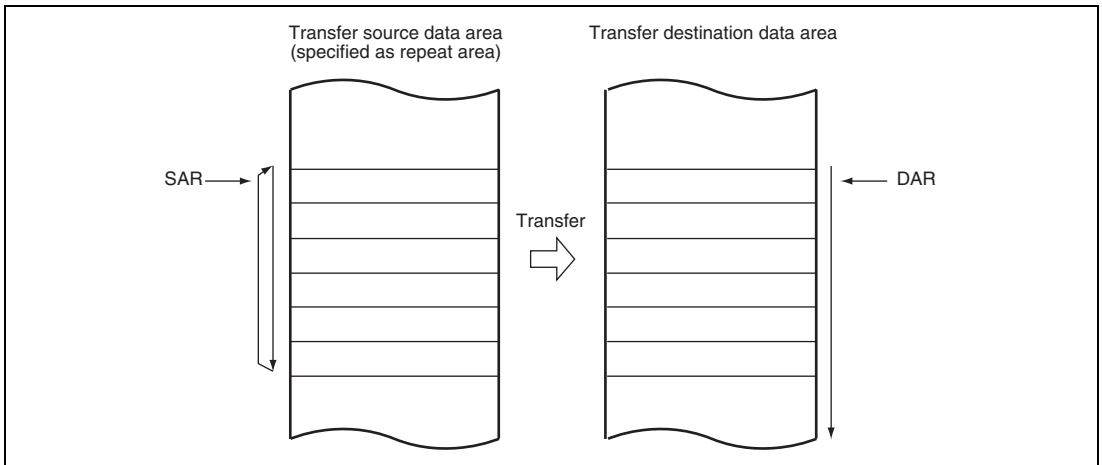 Transfer source data area
(specified as repeat area)
Transfer destination data area
SAR
Transfer
DAR